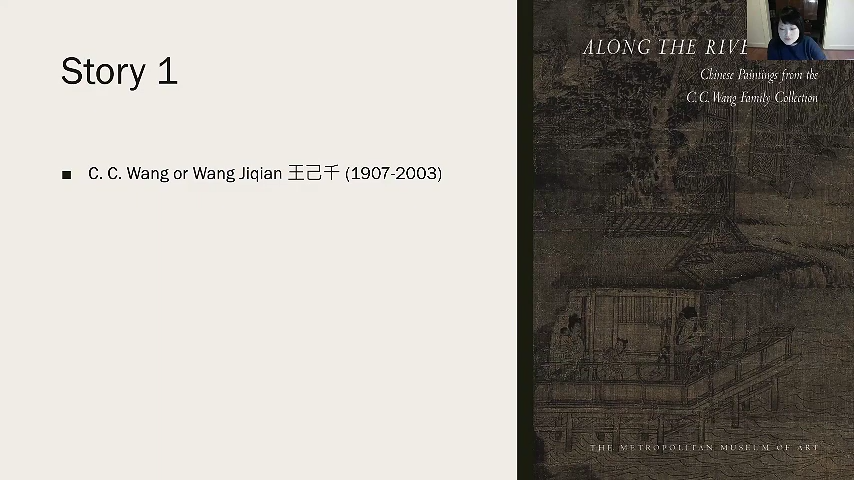 Story 1
■ C. C. Wang or Wang Jiqian 王己千 (1907-2003)
ALONG THE RIVE
Chinese Paintings from the
C. C. Wang Family Collection
THE METROPOLITAN MUSEUM OF ART